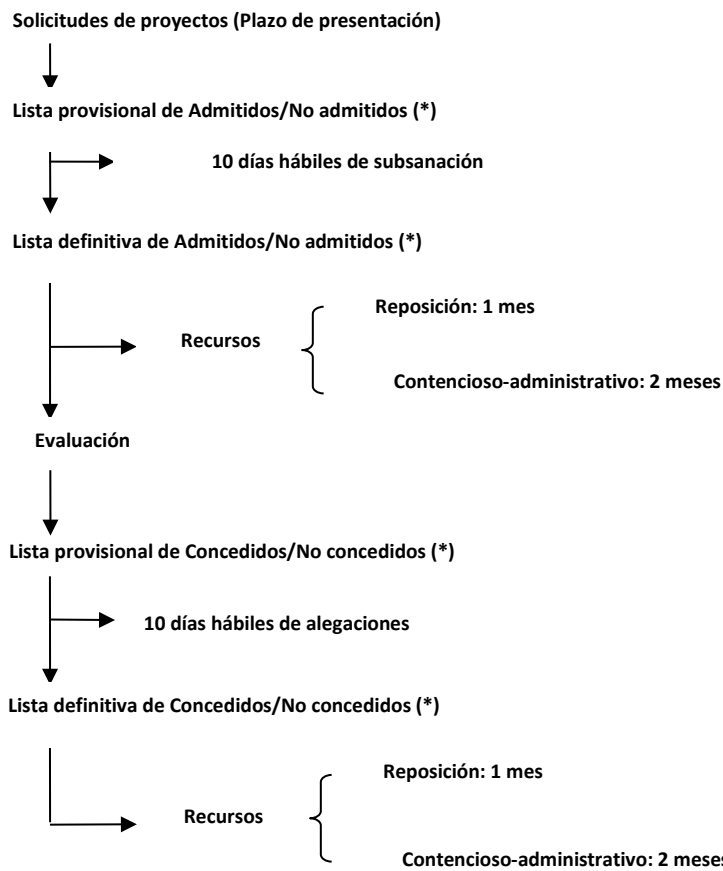 Solicitudes de proyectos (Plazo de presentación)
Lista provisional de Admitidos/No admitidos (*)
10 días hábiles de subsanación
Lista definitiva de Admitidos/No admitidos (*)
Reposición: 1 mes
Recursos
Contencioso-administrativo: 2 meses
Evaluación
Lista provisional de Concedidos/No concedidos (*)
10 días hábiles de alegaciones
Lista definitiva de Concedidos/No concedidos (*)
Reposición: 1 mes
Recursos
Contencioso-administrativo: 2 meses